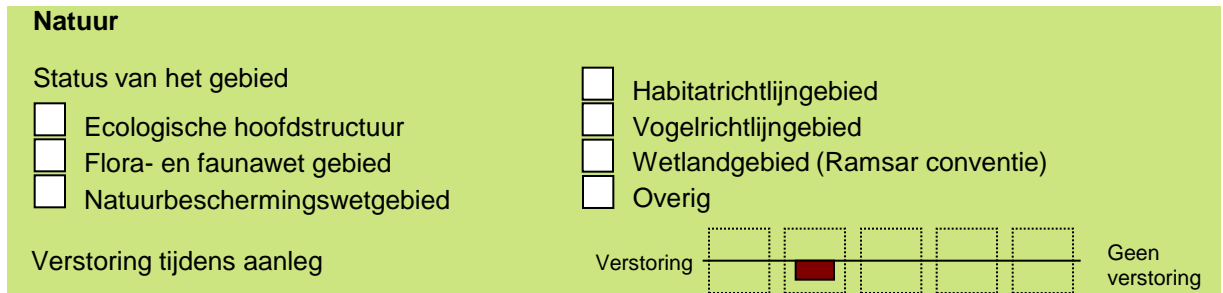 Natuur
Status van het gebied
Ecologische hoofdstructuur
Flora- en faunawet gebied
Natuurbeschermingswetgebied
Habitatrichtlijngebied
Vogelrichtlijngebied
Wetlandgebied (Ramsar conventie)
Overig
Verstoring tijdens aanleg
Verstoring
Geen
verstoring